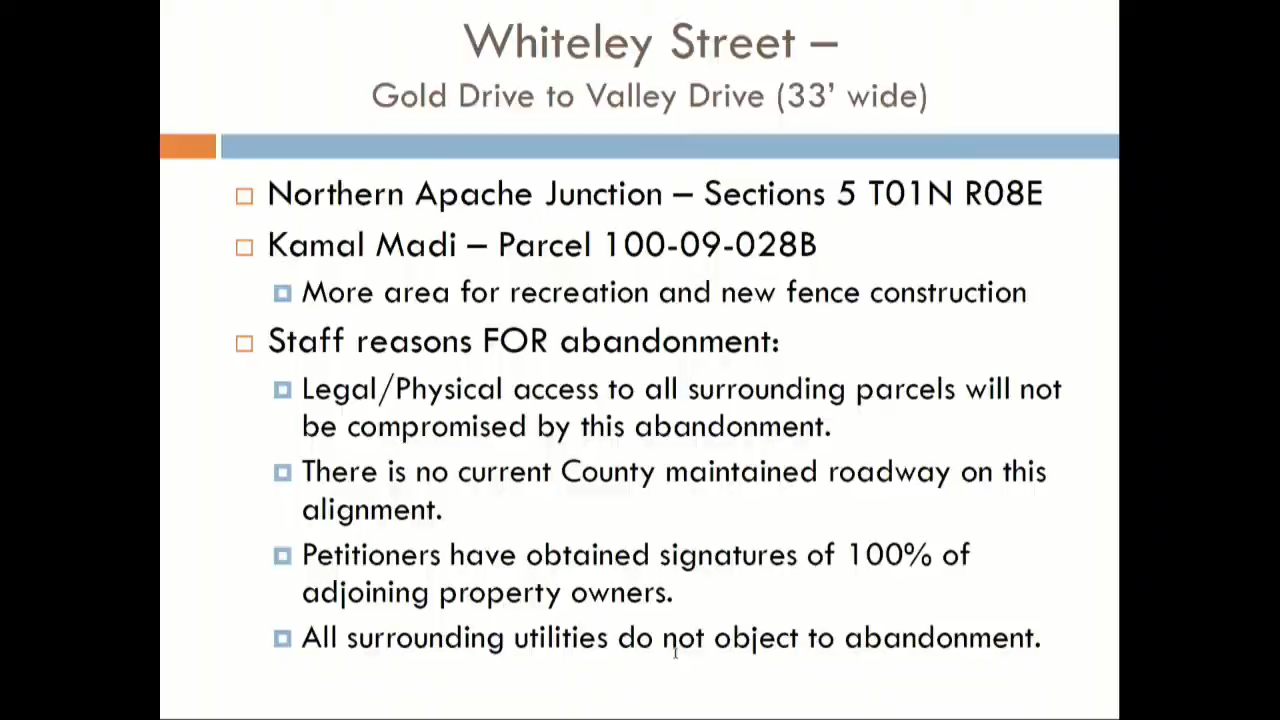 Whiteley Street –
Gold Drive to Valley Drive (33’ wide)
Northern Apache Junction – Sections 5 T01N R08E
Kamal Madi – Parcel 100-09-028B
More area for recreation and new fence construction
Staff reasons FOR abandonment:
Legal/Physical access to all surrounding parcels will not
be compromised by this abandonment.
There is no current County maintained roadway on this
alignment.
Petitioners have obtained signatures of 100% of
adjoining property owners.
All surrounding utilities do not object to abandonment.